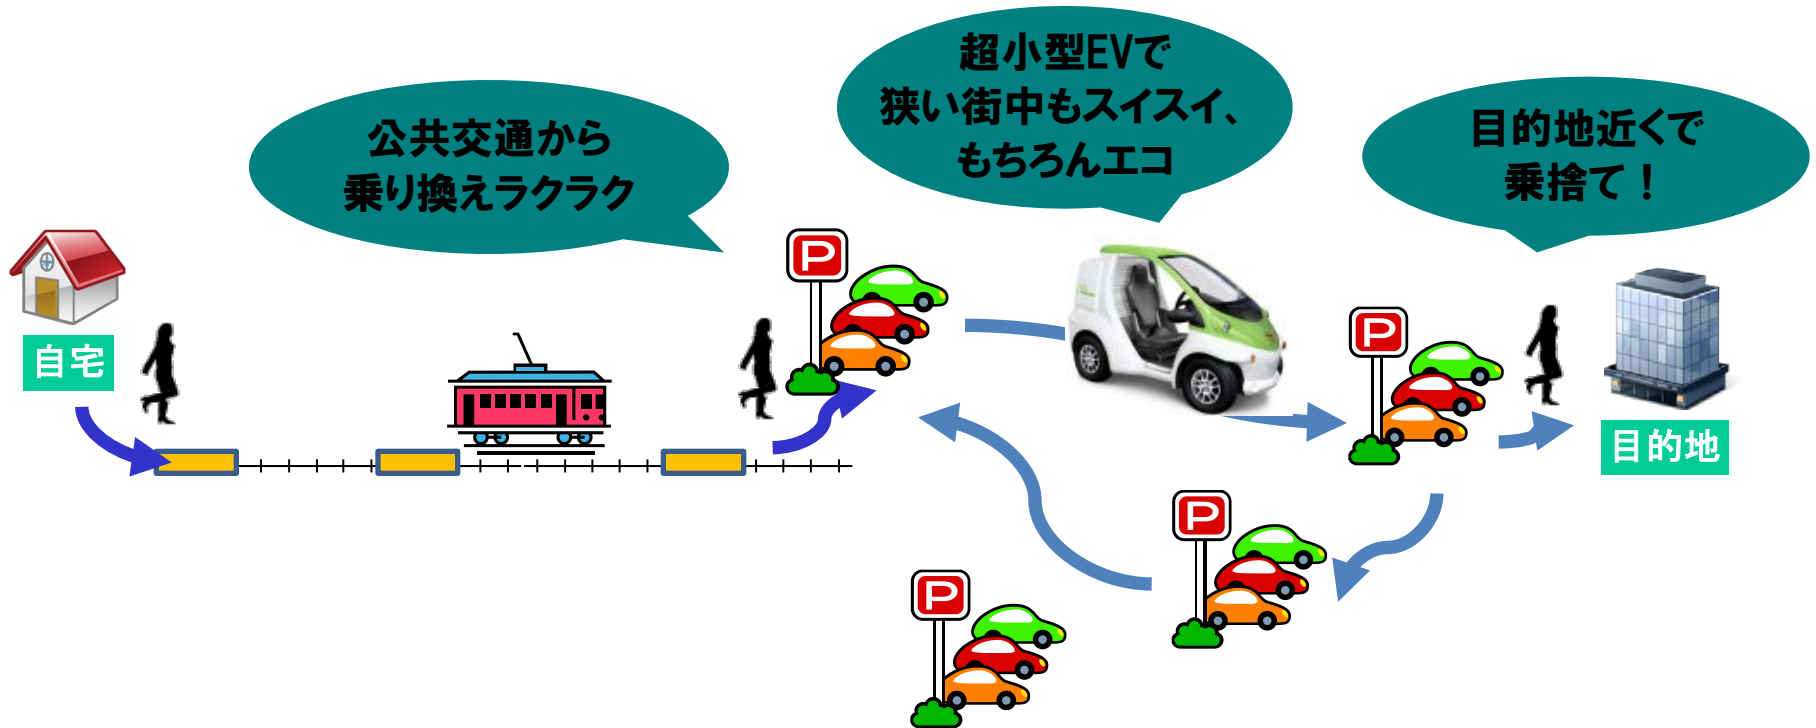 公共交通から
乗り換えラクラク
超小型EVで
狭い街中もスイスイ、
もちろんエコ
目的地近くで
乗捨て！
自宅
P
P
目的地
P
P